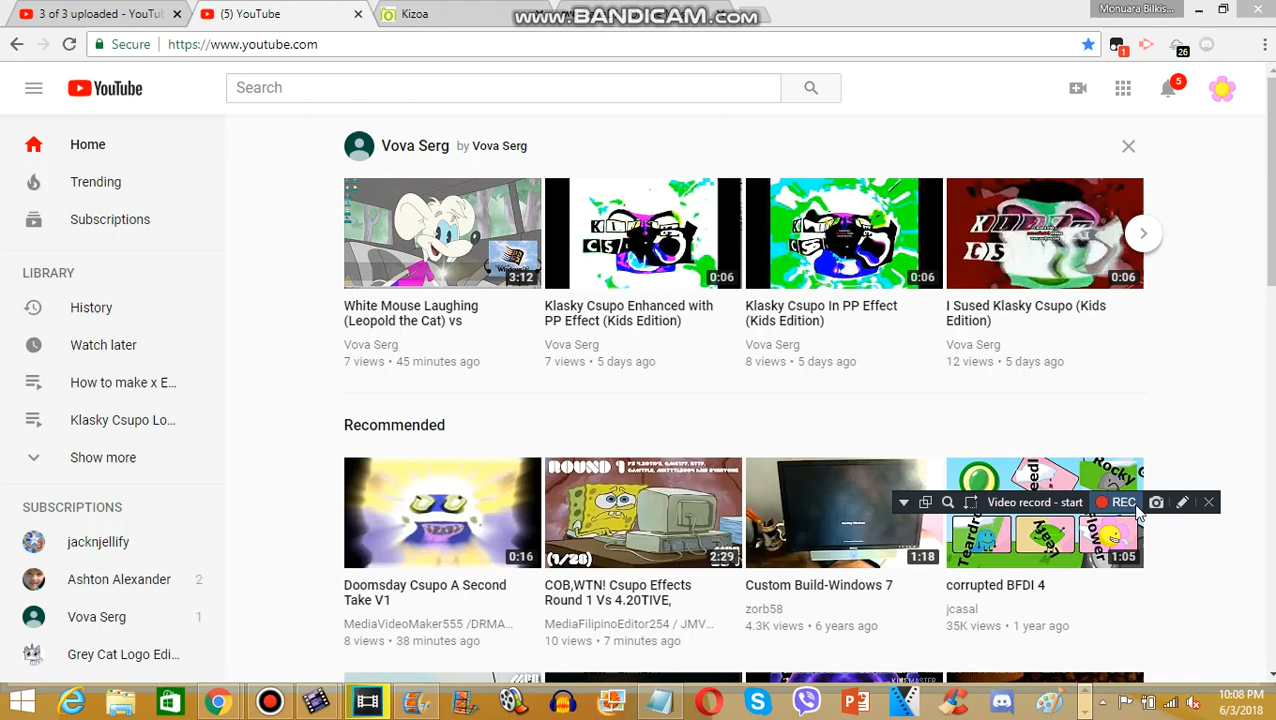 3 of 3 uploaded - YouTu
(5) YouTube
Kizoa
www.BANDICAM.com
Monuara Bilkis...
Secure
https://www.youtube.com
1
26
YouTube
Search
5
Home
Trending
Subscriptions
LIBRARY
History
Watch later
How to make x E...
Klasky Csupo Lo...
Show more
SUBSCRIPTIONS
jacknjellify
Ashton Alexander 2
Vova Serg 1
Grey Cat Logo Edi...
Vova Serg by Vova Serg
3:12
0:06
0:06
0:06
White Mouse Laughing
(Leopold the Cat) vs
Vova Serg
7 views • 45 minutes ago
Klasky Csupo Enhanced with
PP Effect (Kids Edition)
Vova Serg
7 views • 5 days ago
Klasky Csupo In PP Effect
(Kids Edition)
Vova Serg
8 views • 5 days ago
I Sused Klasky Csupo (Kids
Edition)
Vova Serg
12 views • 5 days ago
Recommended
0:16
ROUND 1
(1/28)
2:29
1:18
Rocky
Teardro
Leafy
Flower
1:05
Video record - start
REC
Doomsday Csupo A Second
Take V1
MediaVideoMaker555 /DRMA...
8 views • 38 minutes ago
COB,WTN! Csupo Effects
Round 1 Vs 4.20TIVE,
MediaFilipinoEditor254 / JMV...
10 views • 7 minutes ago
Custom Build-Windows 7
zorb58
4.3K views • 6 years ago
corrupted BFDI 4
jcasal
35K views • 1 year ago
10:08 PM
6/3/2018